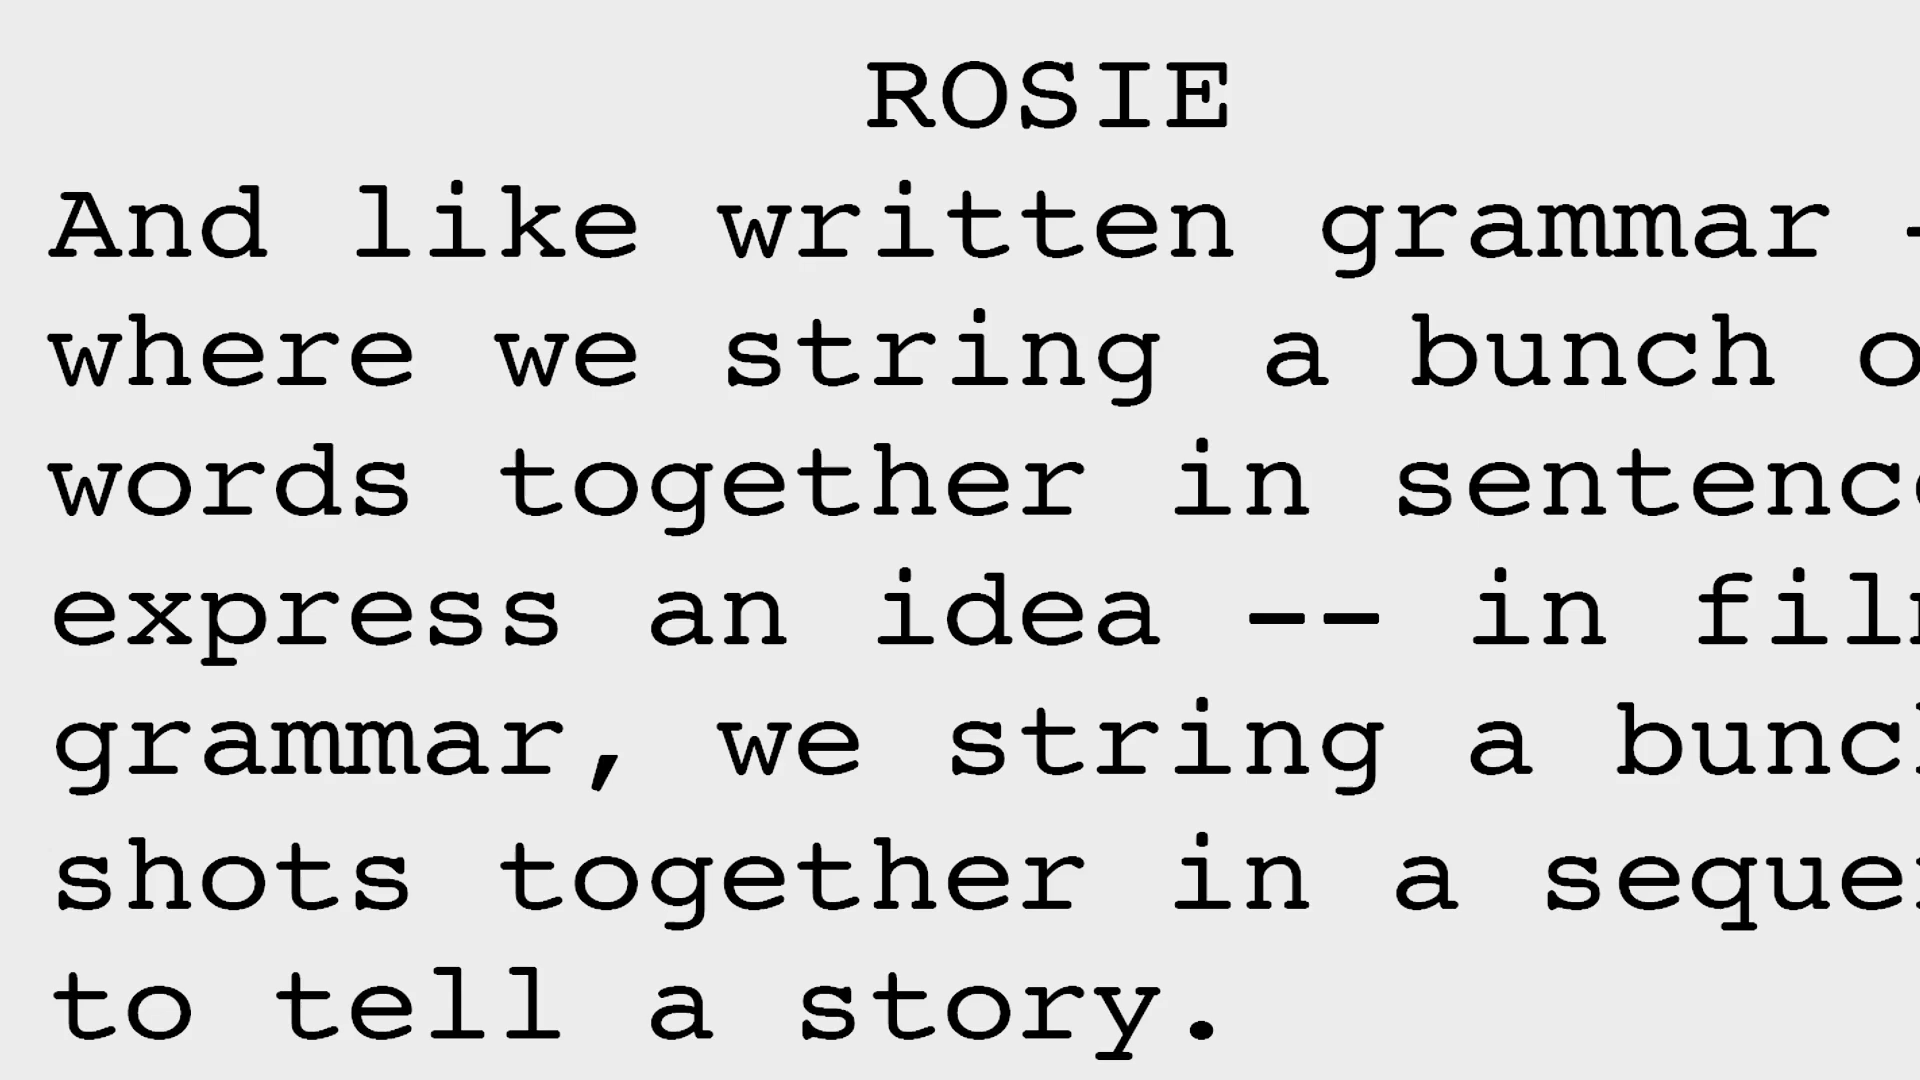 ROSIE
And like written grammar -
where we string a bunch
words together in
express an idea -- in
grammar, we string a
shots together in a
to tell a story.